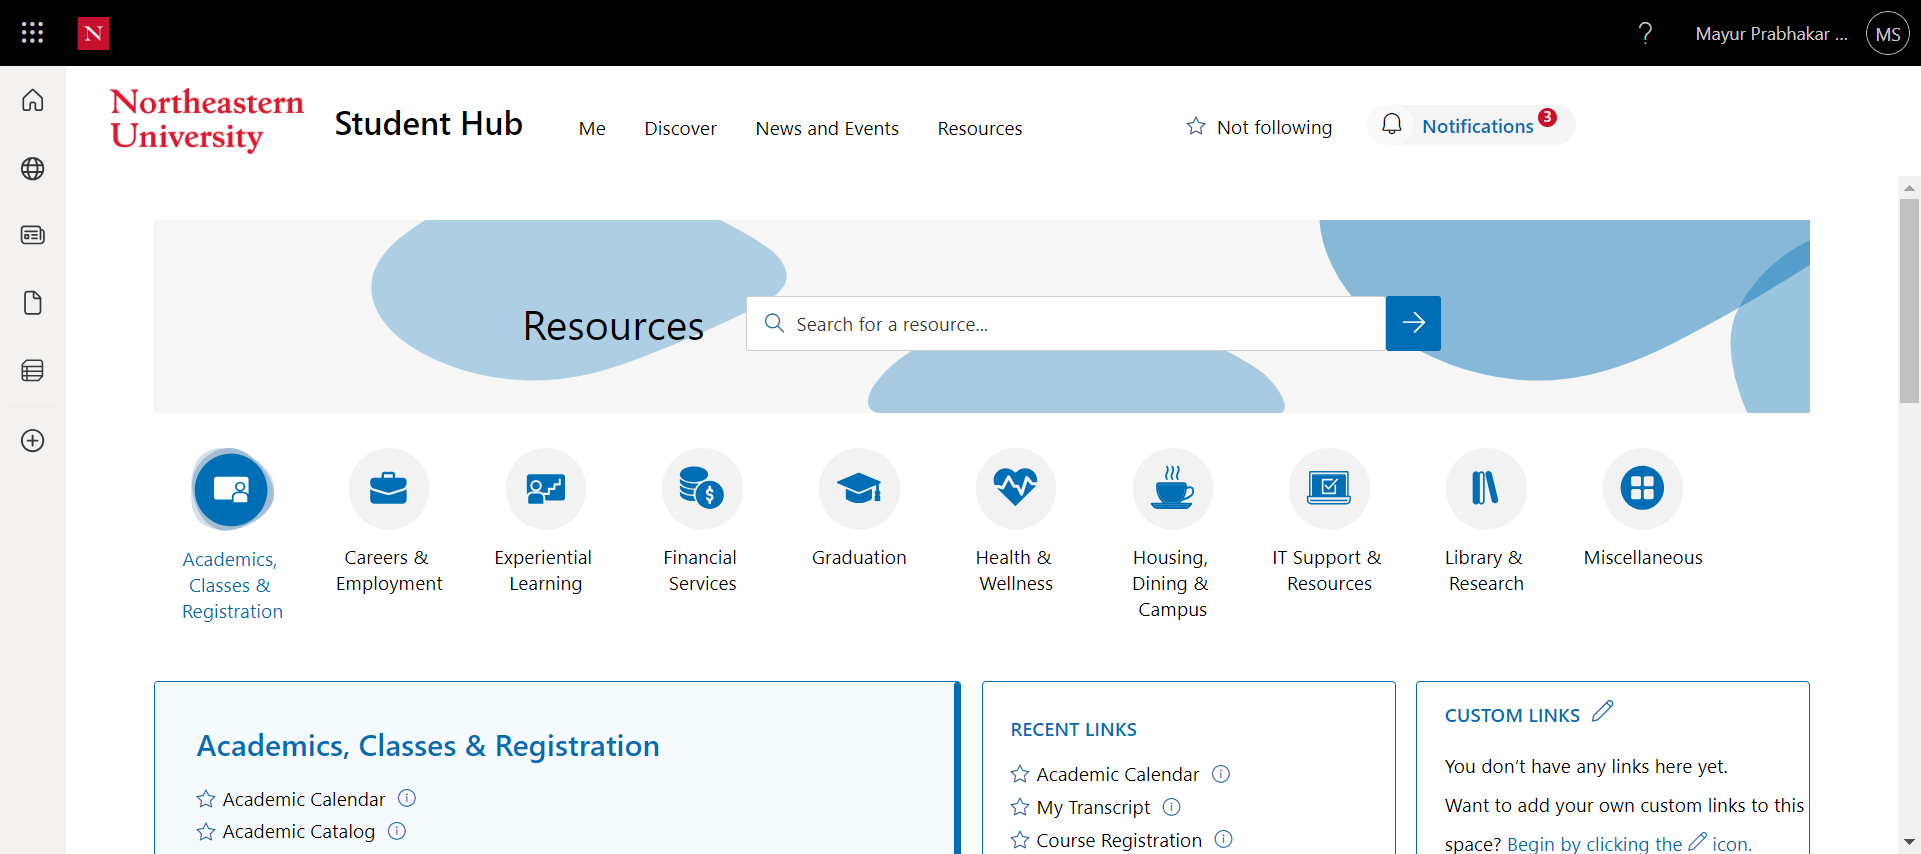 N
?
Mayur Prabhakar ...
MS
Northeastern
University
Student Hub
Me
Discover
News and Events
Resources
Not following
Notifications
3
Resources
Search for a resource...
Academics,
Classes &
Registration
Careers &
Employment
Experiential
Learning
Financial
Services
Graduation
Health &
Wellness
Housing,
Dining &
Campus
IT Support &
Resources
Library &
Research
Miscellaneous
Academics, Classes & Registration
Academic Calendar
Academic Catalog
RECENT LINKS
Academic Calendar
My Transcript
Course Registration
CUSTOM LINKS
You don’t have any links here yet.
Want to add your own custom links to this
space? Begin by clicking the icon.